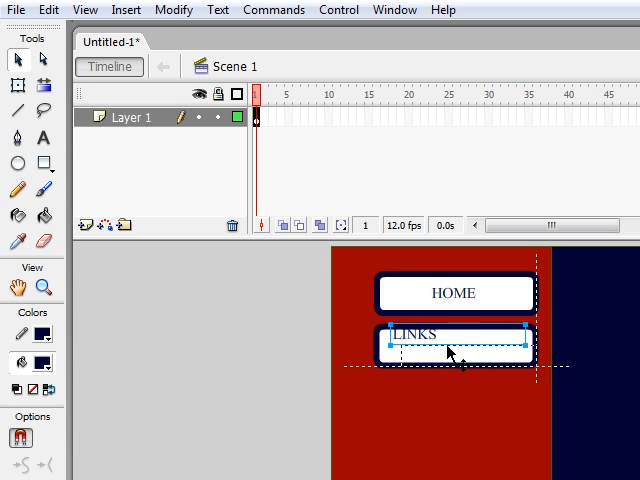 File Edit View Insert Modify Text Commands Control Window Help
Tools
Untitled-1*
Timeline
Scene 1
1 5 10 15 20 25 30 35 40 45
Layer 1
1 12.0 fps 0.0s
View
Colors
Options
HOME
LINKS